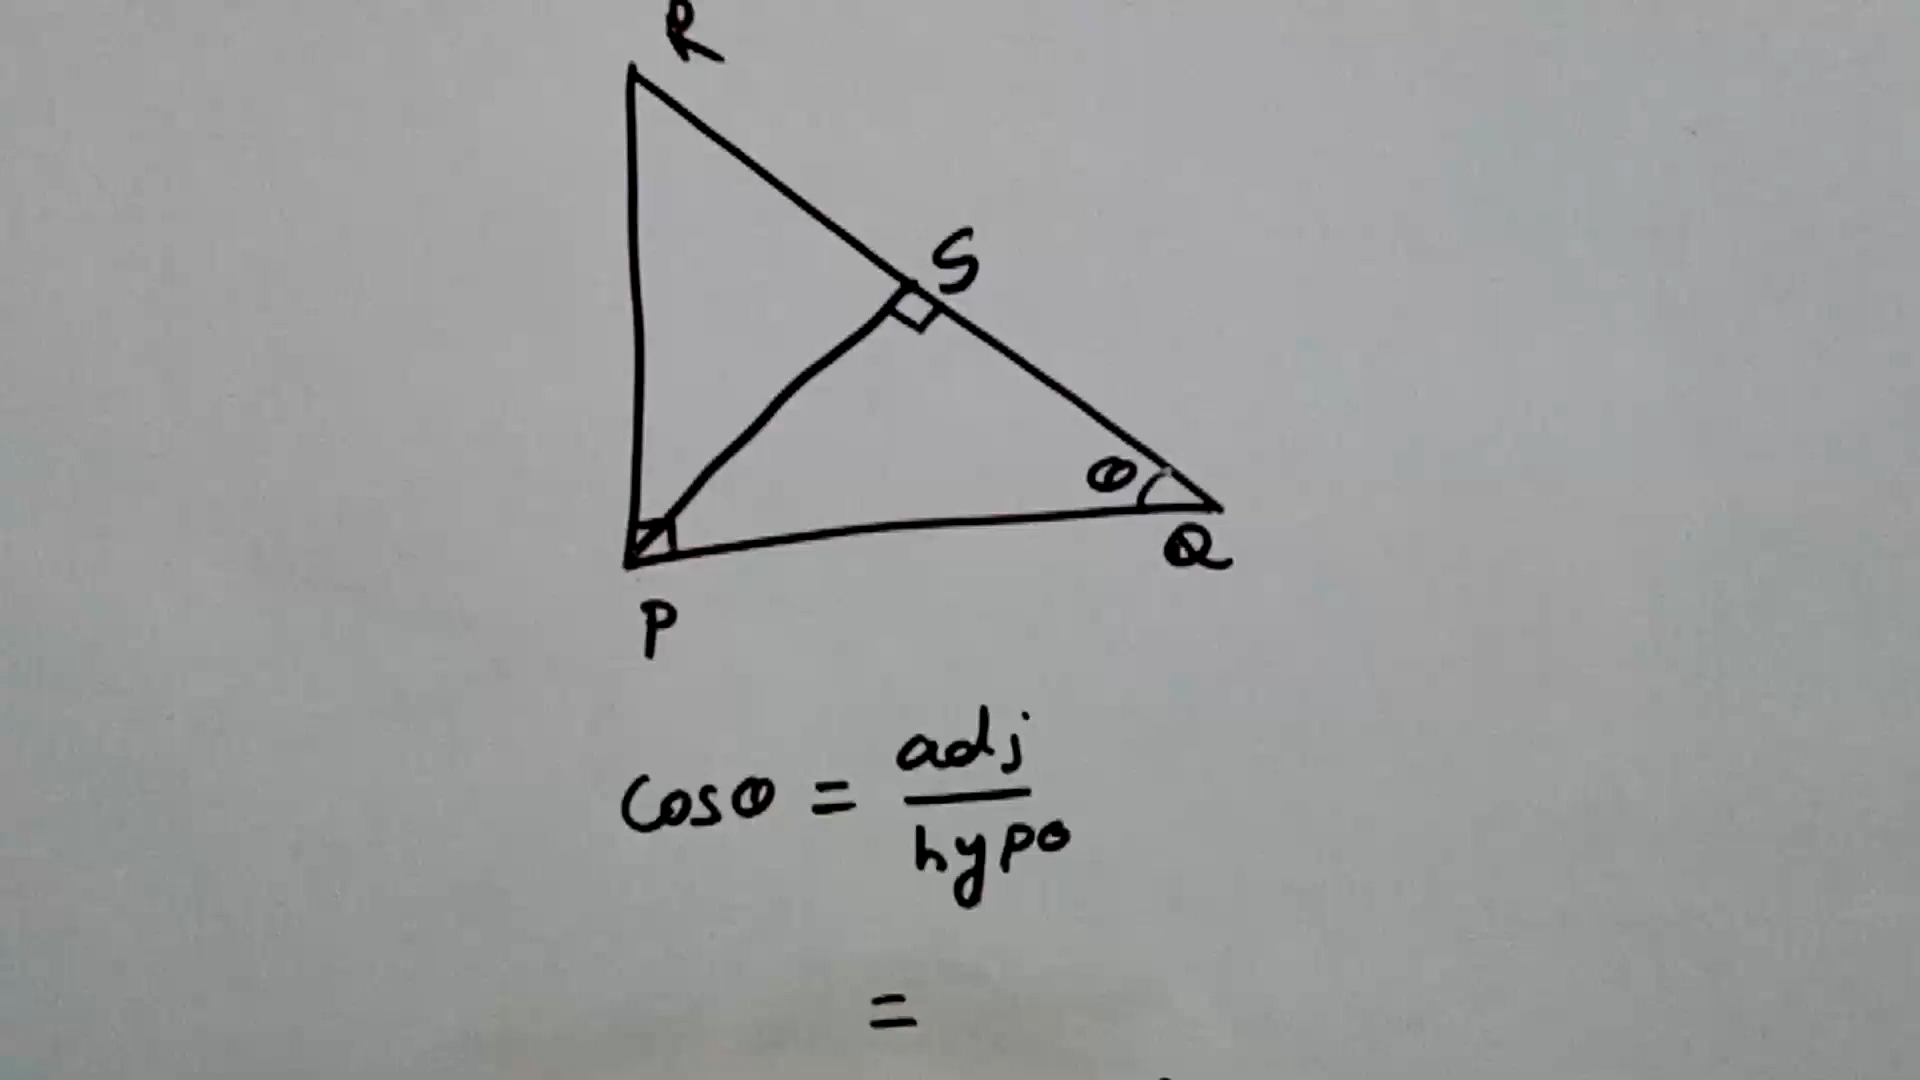 R
S
θ
Q
P
Cosθ = adj
hypo
=